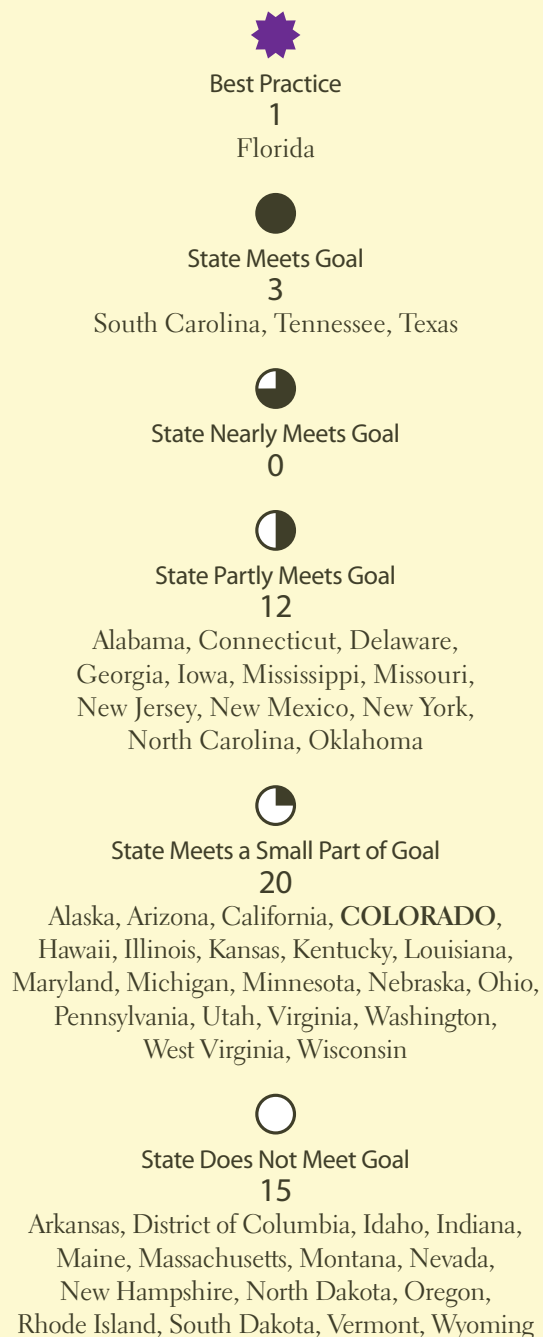 Best Practice
1
Florida
State Meets Goal
3
South Carolina, Tennessee, Texas
State Nearly Meets Goal
0
State Partly Meets Goal
12
Alabama, Connecticut, Delaware,
Georgia, Iowa, Mississippi, Missouri,
New Jersey, New Mexico, New York,
North Carolina, Oklahoma
State Meets a Small Part of Goal
20
Alaska, Arizona, California, COLORADO,
Hawaii, Illinois, Kansas, Kentucky, Louisiana,
Maryland, Michigan, Minnesota, Nebraska, Ohio,
Pennsylvania, Utah, Virginia, Washington,
West Virginia, Wisconsin
State Does Not Meet Goal
15
Arkansas, District of Columbia, Idaho, Indiana,
Maine, Massachusetts, Montana, Nevada,
New Hampshire, North Dakota, Oregon,
Rhode Island, South Dakota, Vermont, Wyoming